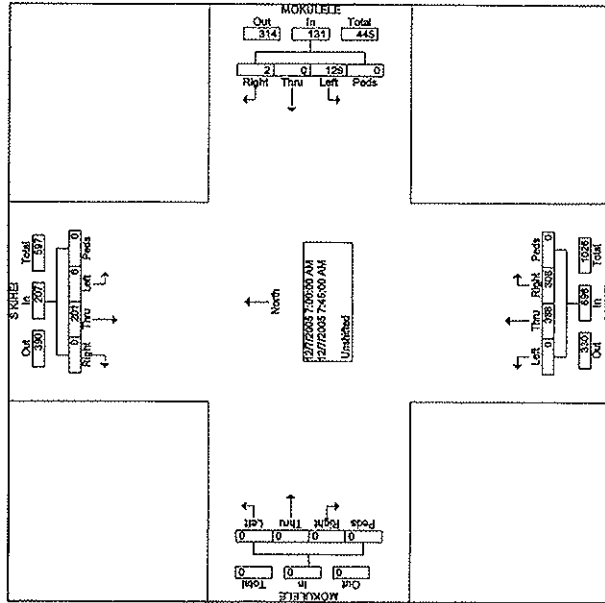 MOKULELE
Out In Total
314 131 445
2 0 129 0
Right Thru Left Peds
S KIHEI
Out In Total
390 207 597
0 201 6 0
Right Thru Left Peds
North
12/7/2005 7:00:00 AM
12/7/2005 7:45:00 AM
Unshifted
Left Thru Right Peds
0 388 308 0
330 696 1026
Out In Total
Left Thru Right Peds
0 0 0 0
0 0 0
Total In Out
MOKULELE